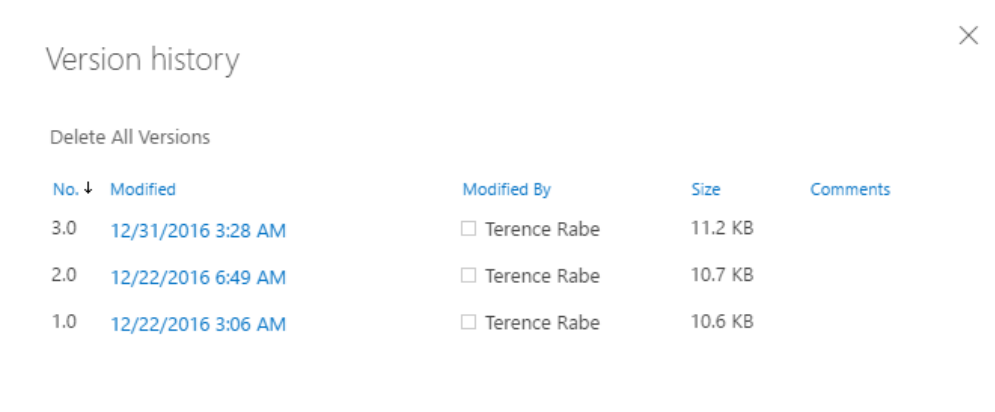 Version history
Delete All Versions
No. ↓ Modified Modified By Size Comments
3.0 12/31/2016 3:28 AM Terence Rabe 11.2 KB
2.0 12/22/2016 6:49 AM Terence Rabe 10.7 KB
1.0 12/22/2016 3:06 AM Terence Rabe 10.6 KB